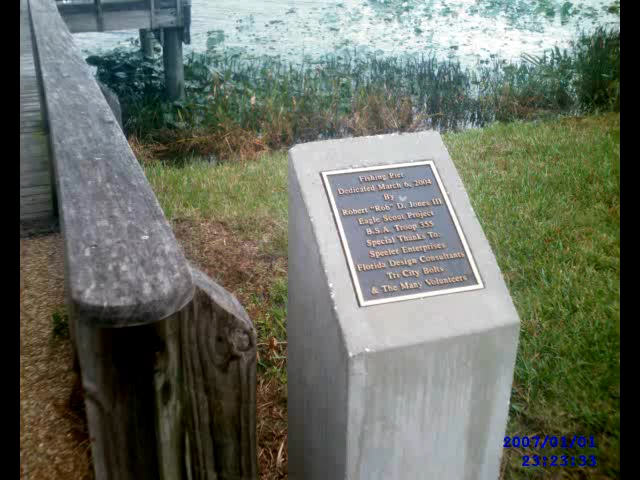 Fishing Pier
Dedicated March 6, 2004
By
Robert "Rob" D. Jones III
Eagle Scout Project
B.S.A. Troop 355
Special Thanks To:
Speeler Enterprises
Florida Design Consultants
Tri City Bolts
& The Many Volunteers
2007/01/01
23:23:33